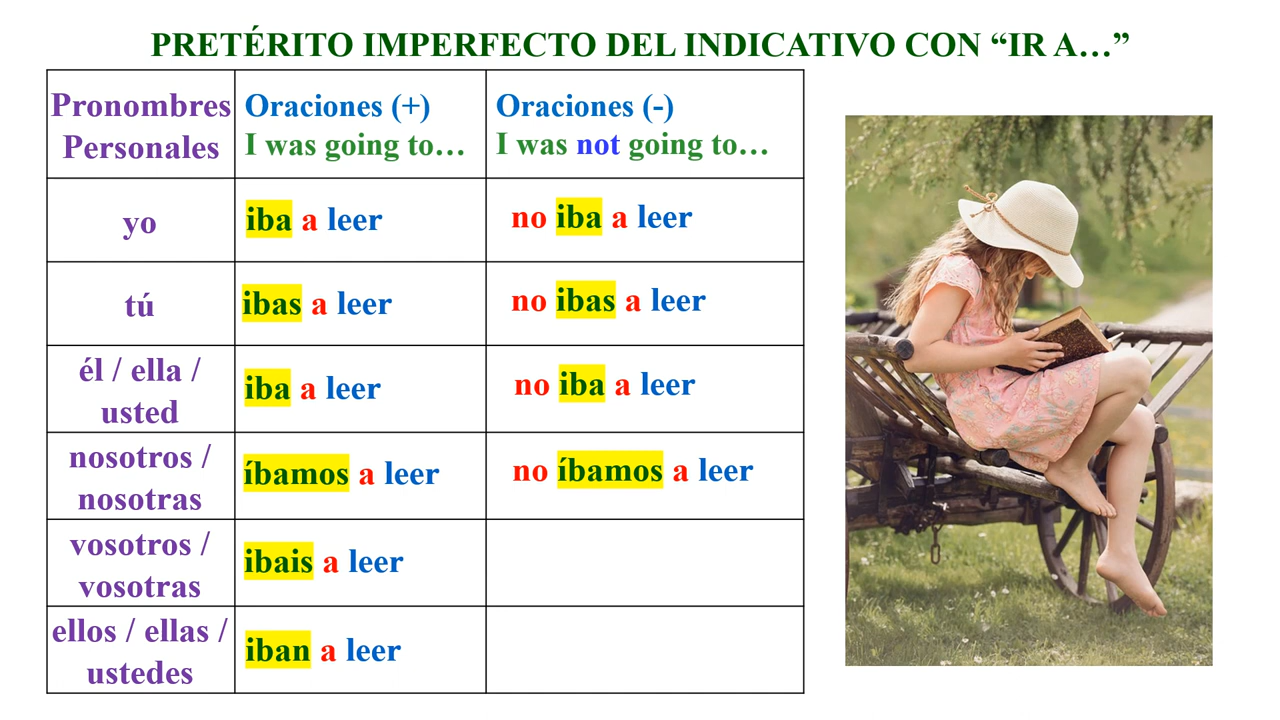 PRETÉRITO IMPERFECTO DEL INDICATIVO CON “IR A…”
Pronombres
Personales
Oraciones (+)
I was going to…
Oraciones (-)
I was not going to…
yo
iba a leer
no iba a leer
tú
ibas a leer
no ibas a leer
él / ella /
usted
iba a leer
no iba a leer
nosotros /
nosotras
íbamos a leer
no íbamos a leer
vosotros /
vosotras
ibais a leer
ellos / ellas /
ustedes
iban a leer